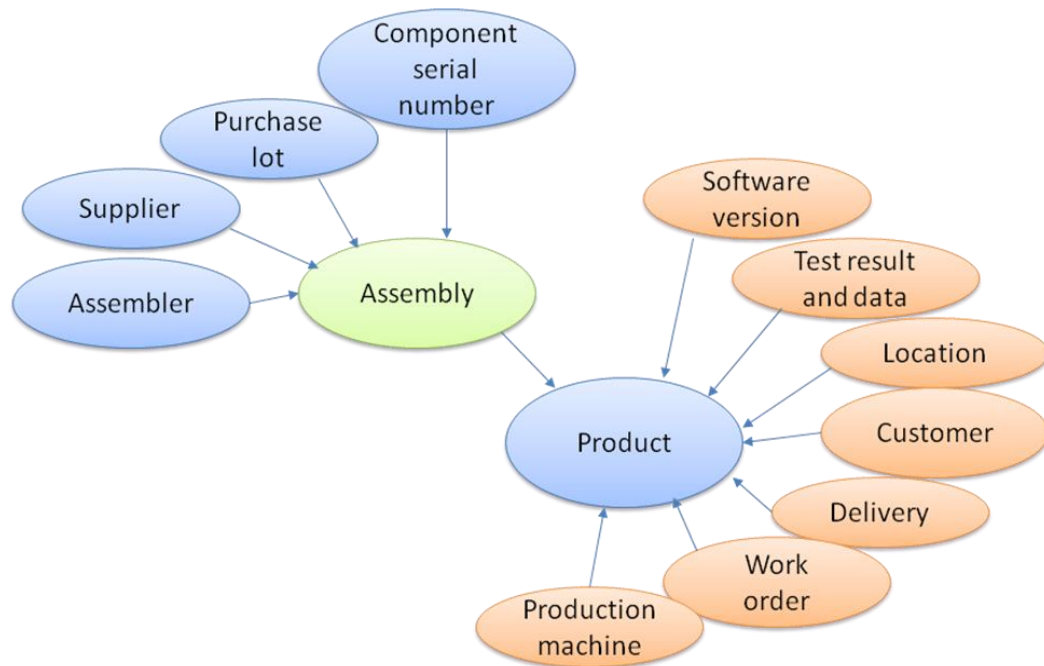 Component
serial
number
Purchase
lot
Supplier
Assembler
Assembly
Software
version
Test result
and data
Location
Customer
Product
Delivery
Work
order
Production
machine